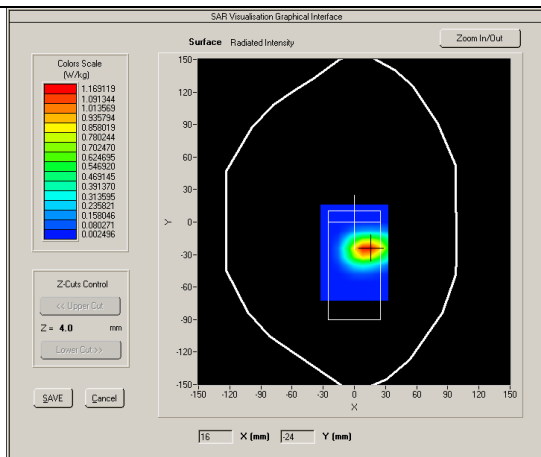 SAR Visualisation Graphical Interface
Surface Radiated Intensity
Zoom In/Out
Colors Scale
(W/kg)
1.169119
1.091344
1.013569
0.935794
0.858019
0.780244
0.702470
0.624695
0.546920
0.469145
0.391370
0.313595
0.235821
0.158046
0.080271
0.002496
Z-Cuts Control
<< Upper Cut
Z = 4.0 mm
Lower Cut >>
SAVE
Cancel
150
120
90
60
30
0
-30
-60
-90
-120
-150
Y
-150 -120 -90 -60 -30 0 30 60 90 120 150
X
16 X (mm) -24 Y (mm)